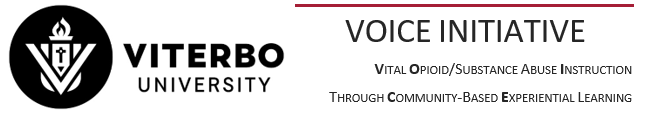 VITERBO
UNIVERSITY
VOICE INITIATIVE
VITAL OPIOID/SUBSTANCE ABUSE INSTRUCTION
THROUGH COMMUNITY-BASED EXPERIENTIAL LEARNING